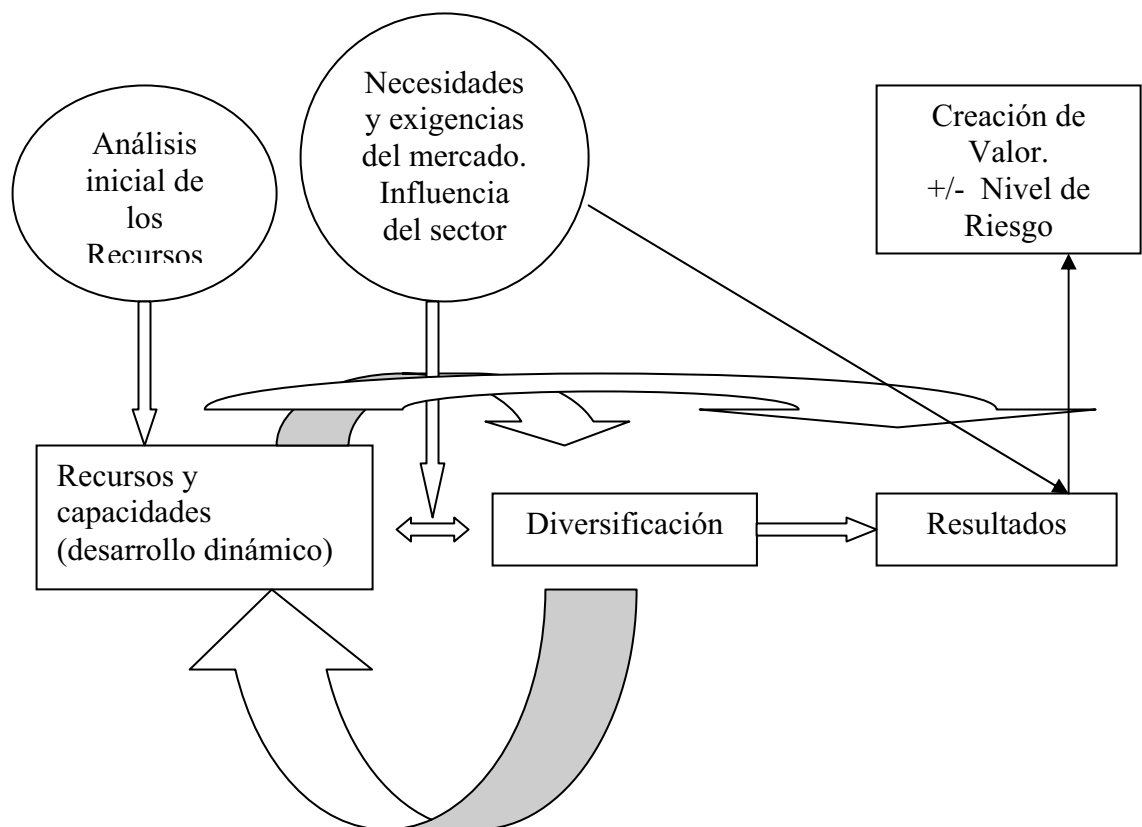 Análisis
inicial de
los
Recursos
Necesidades
y exigencias
del mercado.
Influencia
del sector
Creación de
Valor.
+/- Nivel de
Riesgo
Recursos y
capacidades
(desarrollo dinámico)
Diversificación
Resultados